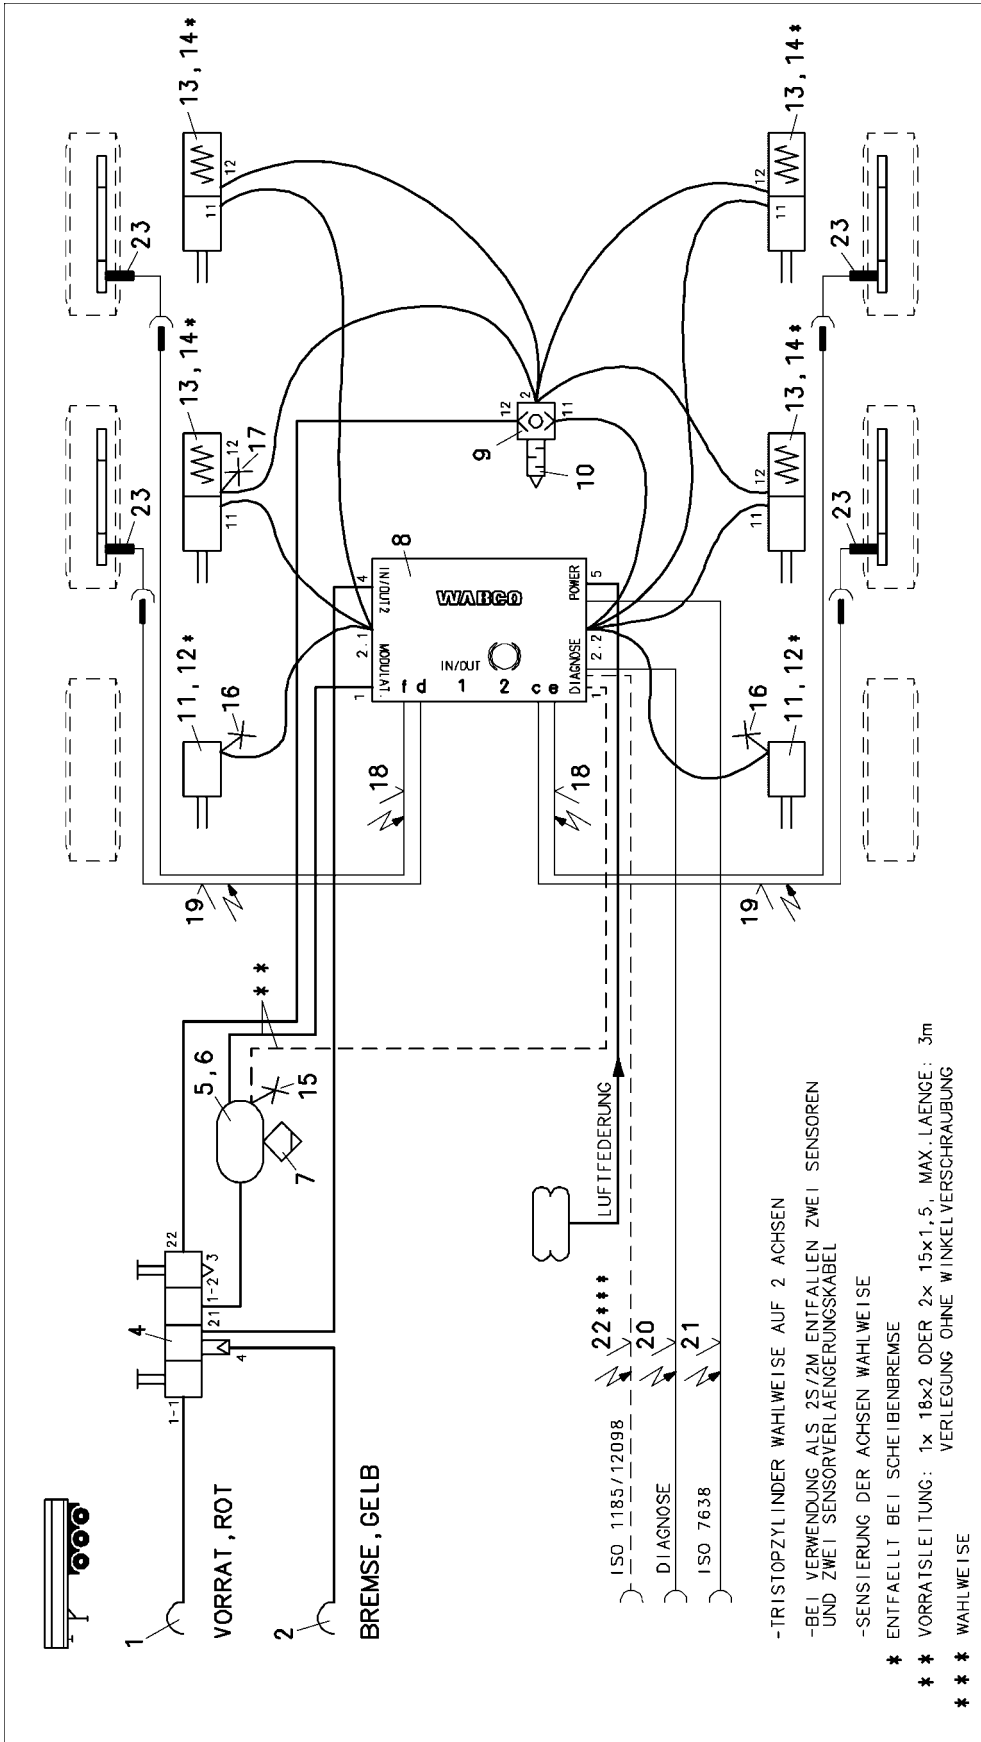 1
VORRAT,ROT
2
BREMSE,GELB
4
1-1
22
3
1-2
21
4
5,6
7
15
**
19
18
11,12*
16
13,14*
17
12
11
23
13,14*
12
11
23
8
WABCO
1
MODULAT.
2.1
IN/OUT2
4
f d
IN/OUT
1
2
c e
1
DIAGNOSE
2.2
POWER
5
9
10
12
2
11
18
19
16
11,12*
13,14*
12
11
23
13,14*
12
11
23
LUFTFEDERUNG
ISO 1185/12098
22***
DIAGNOSE
20
ISO 7638
21
-TRISTOPZYLINDER WAHLWEISE AUF 2 ACHSEN
-BEI VERWENDUNG ALS 2S/2M ENTFALLEN ZWEI SENSOREN
UND ZWEI SENSORVERLAENGERUNGSKABEL
-SENSIERUNG DER ACHSEN WAHLWEISE
* ENTFAELLT BEI SCHEIBENBREMSE
** VORRATSLEITUNG: 1x 18x2 ODER 2x 15x1,5, MAX.LAENGE: 3m
VERLEGUNG OHNE WINKELVERSCHRAUBUNG
*** WAHLWEISE